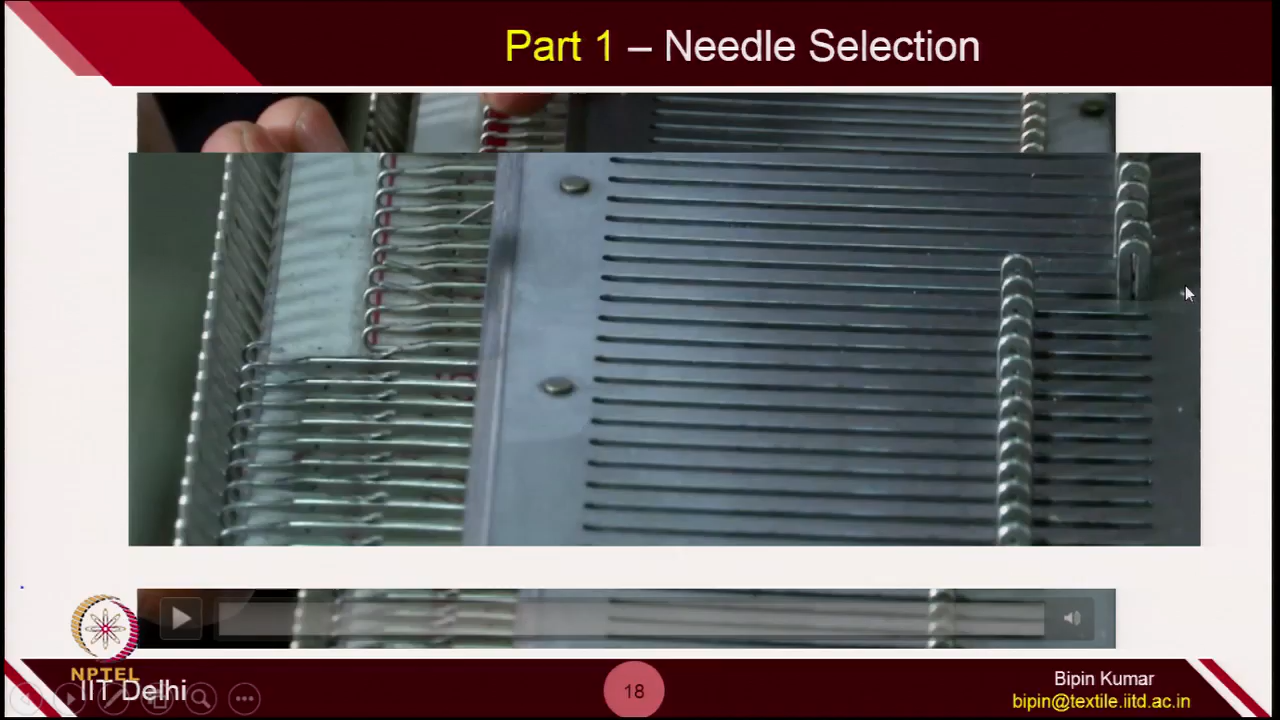 Part 1 – Needle Selection
NPTEL
IIT Delhi
18
Bipin Kumar
bipin@textile.iitd.ac.in